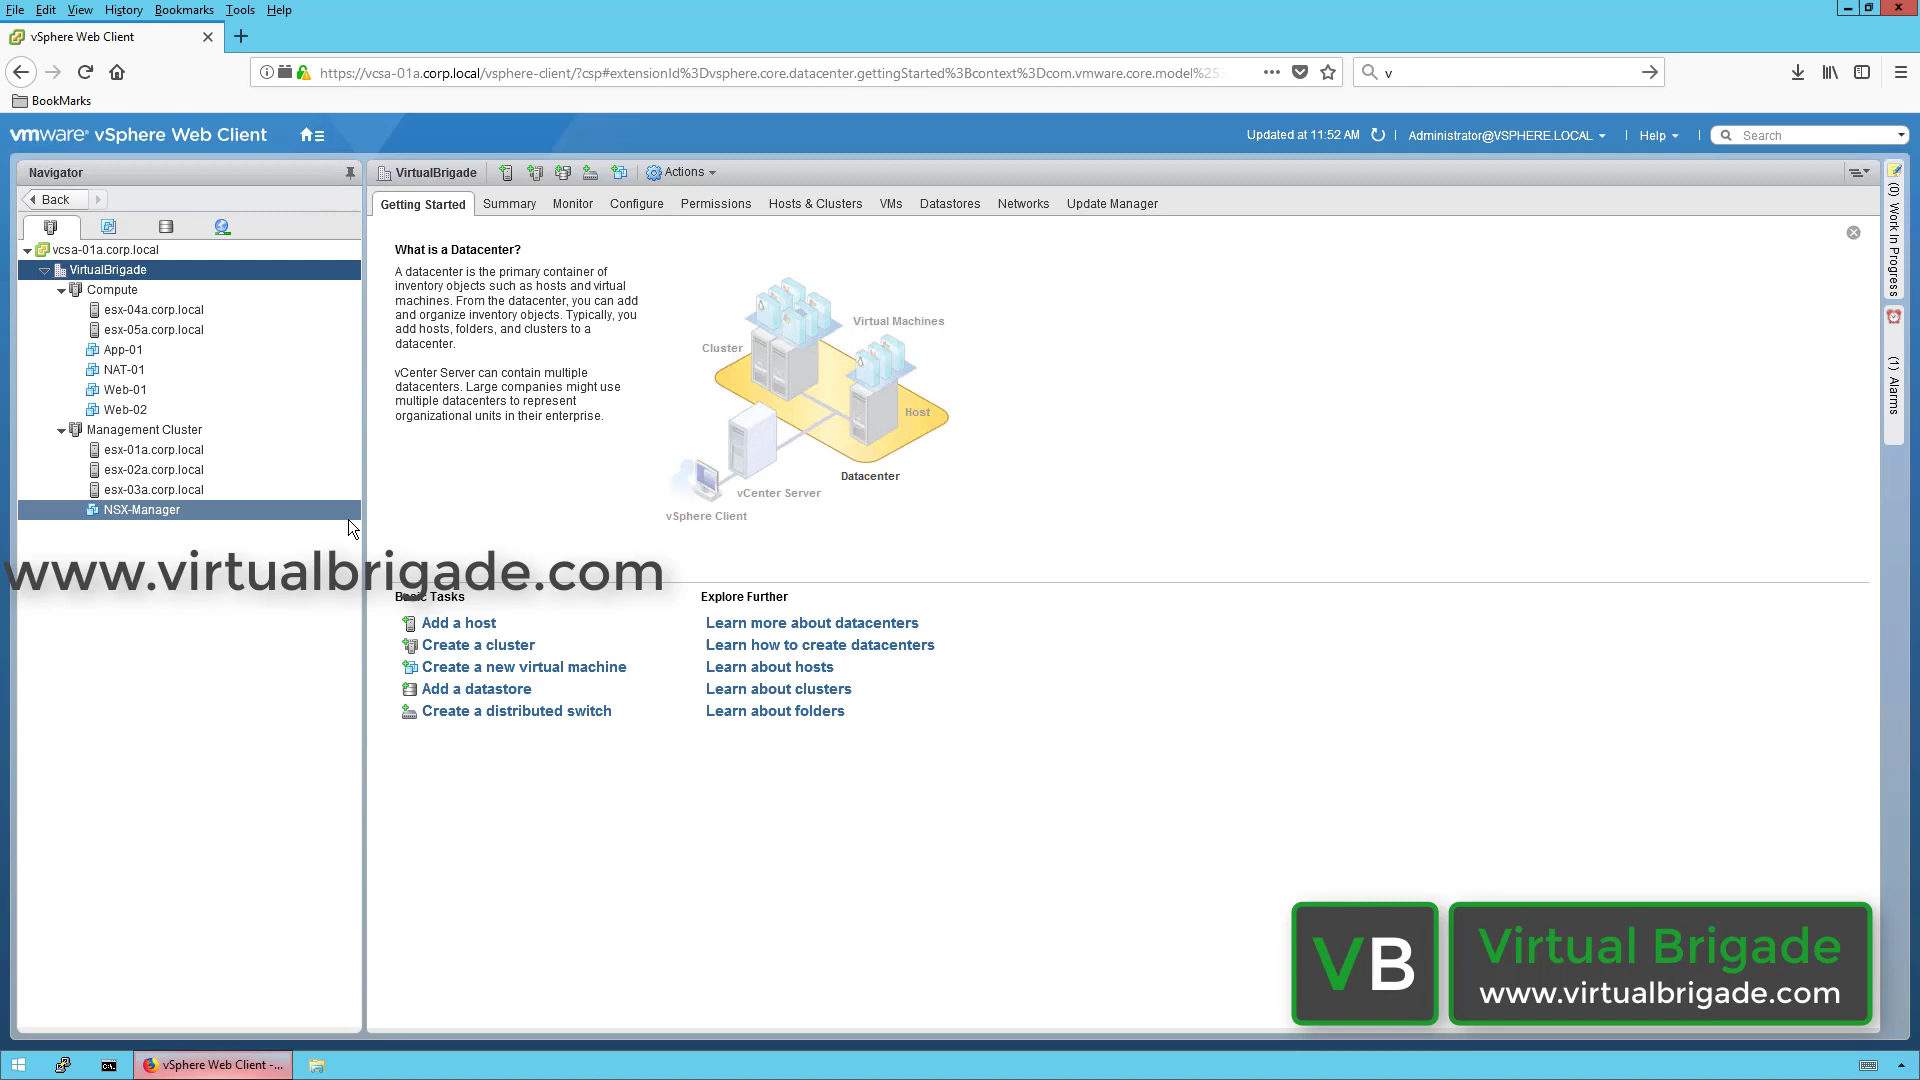 File Edit View History Bookmarks Tools Help
vSphere Web Client
https://vcsa-01a.corp.local/vsphere-client/?csp#extensionId%3Dvsphere.core.datacenter.gettingStarted%3Bcontext%3Dcom.vmware.core.model%25
v
BookMarks
vmware® vSphere Web Client
Updated at 11:52 AM
Administrator@VSPHERE.LOCAL
Help
Search
Navigator
Back
vcsa-01a.corp.local
VirtualBrigade
Compute
esx-04a.corp.local
esx-05a.corp.local
App-01
NAT-01
Web-01
Web-02
Management Cluster
esx-01a.corp.local
esx-02a.corp.local
esx-03a.corp.local
NSX-Manager
VirtualBrigade
Actions
Getting Started Summary Monitor Configure Permissions Hosts & Clusters VMs Datastores Networks Update Manager
What is a Datacenter?
A datacenter is the primary container of
inventory objects such as hosts and virtual
machines. From the datacenter, you can add
and organize inventory objects. Typically, you
add hosts, folders, and clusters to a
datacenter.
vCenter Server can contain multiple
datacenters. Large companies might use
multiple datacenters to represent
organizational units in their enterprise.
Virtual Machines
Cluster
Host
Datacenter
vCenter Server
vSphere Client
www.virtualbrigade.com
Basic Tasks
Add a host
Create a cluster
Create a new virtual machine
Add a datastore
Create a distributed switch
Explore Further
Learn more about datacenters
Learn how to create datacenters
Learn about hosts
Learn about clusters
Learn about folders
(0) Work In Progress
(1) Alarms
VB
Virtual Brigade
www.virtualbrigade.com
vSphere Web Client -...